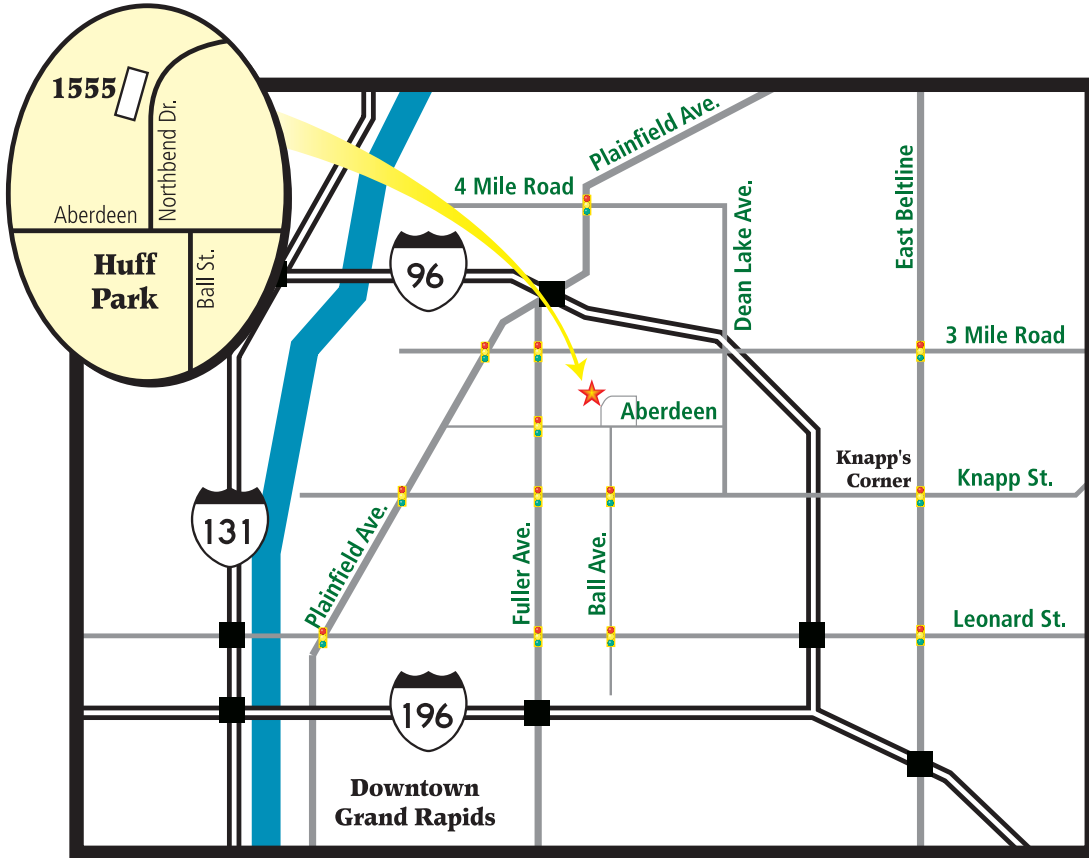 1555
Northbend Dr.
Aberdeen
Huff
Park
Ball St.
Plainfield Ave.
4 Mile Road
East Beltline
Dean Lake Ave.
96
3 Mile Road
Aberdeen
Knapp's
Corner
Knapp St.
131
Plainfield Ave.
Fuller Ave.
Ball Ave.
Leonard St.
196
Downtown
Grand Rapids